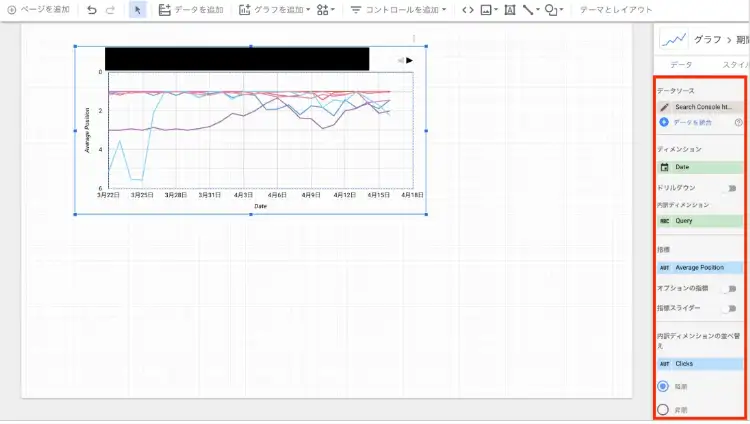 ページを追加
データを追加
グラフを追加
コントロールを追加
テーマとレイアウト
0
2
4
6
Average Position
3月22日
3月25日
3月28日
3月31日
4月3日
4月6日
4月9日
4月12日
4月15日
4月18日
Date
グラフ > 期間
データ
スタイル
データソース
Search Console ht...
データを統合
ディメンション
Date
ドリルダウン
内訳ディメンション
ABC Query
指標
AUT Average Position
オプションの指標
指標スライダー
内訳ディメンションの並べ替
え
AUT Clicks
降順
昇順